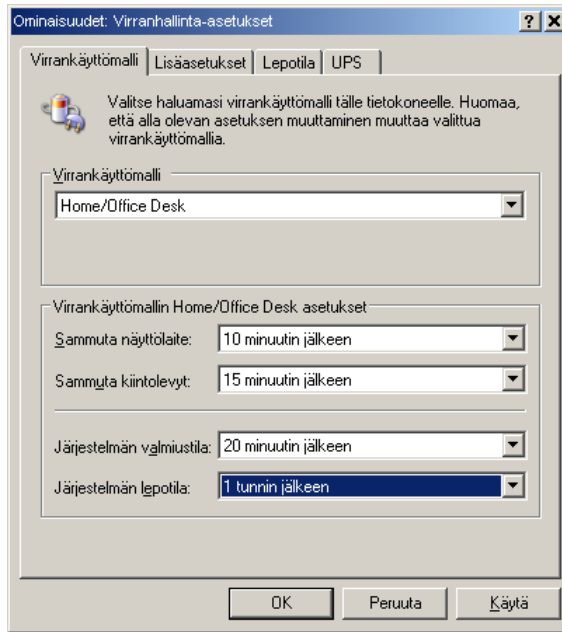 Ominaisuudet: Virranhallinta-asetukset
Virrankäyttömalli Lisäasetukset Lepotila UPS
Valitse haluamasi virrankäyttömalli tälle tietokoneelle. Huomaa,
että alla olevan asetuksen muuttaminen muuttaa valittua
virrankäyttömallia.
Virrankäyttömalli
Home/Office Desk
Virrankäyttömallin Home/Office Desk asetukset
Sammuta näyttölaite: 10 minuutin jälkeen
Sammuta kiintolevyt: 15 minuutin jälkeen
Järjestelmän valmiustila: 20 minuutin jälkeen
Järjestelmän lepotila: 1 tunnin jälkeen
OK Peruuta Käytä